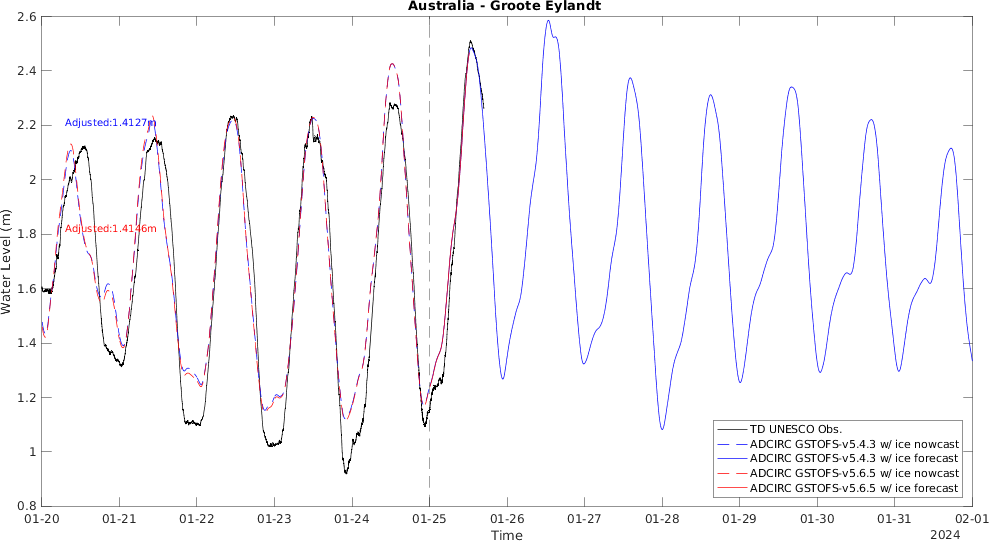 Australia - Groote Eylandt
Water Level (m)
2.6
2.4
2.2
2
1.8
1.6
1.4
1.2
1
0.8
Adjusted:1.4127m
Adjusted:1.4146m
TD UNESCO Obs.
ADCIRC GSTOFS-v5.4.3 w/ ice nowcast
ADCIRC GSTOFS-v5.4.3 w/ ice forecast
ADCIRC GSTOFS-v5.6.5 w/ ice nowcast
ADCIRC GSTOFS-v5.6.5 w/ ice forecast
01-20 01-21 01-22 01-23 01-24 01-25 01-26 01-27 01-28 01-29 01-30 01-31 02-01
Time
2024